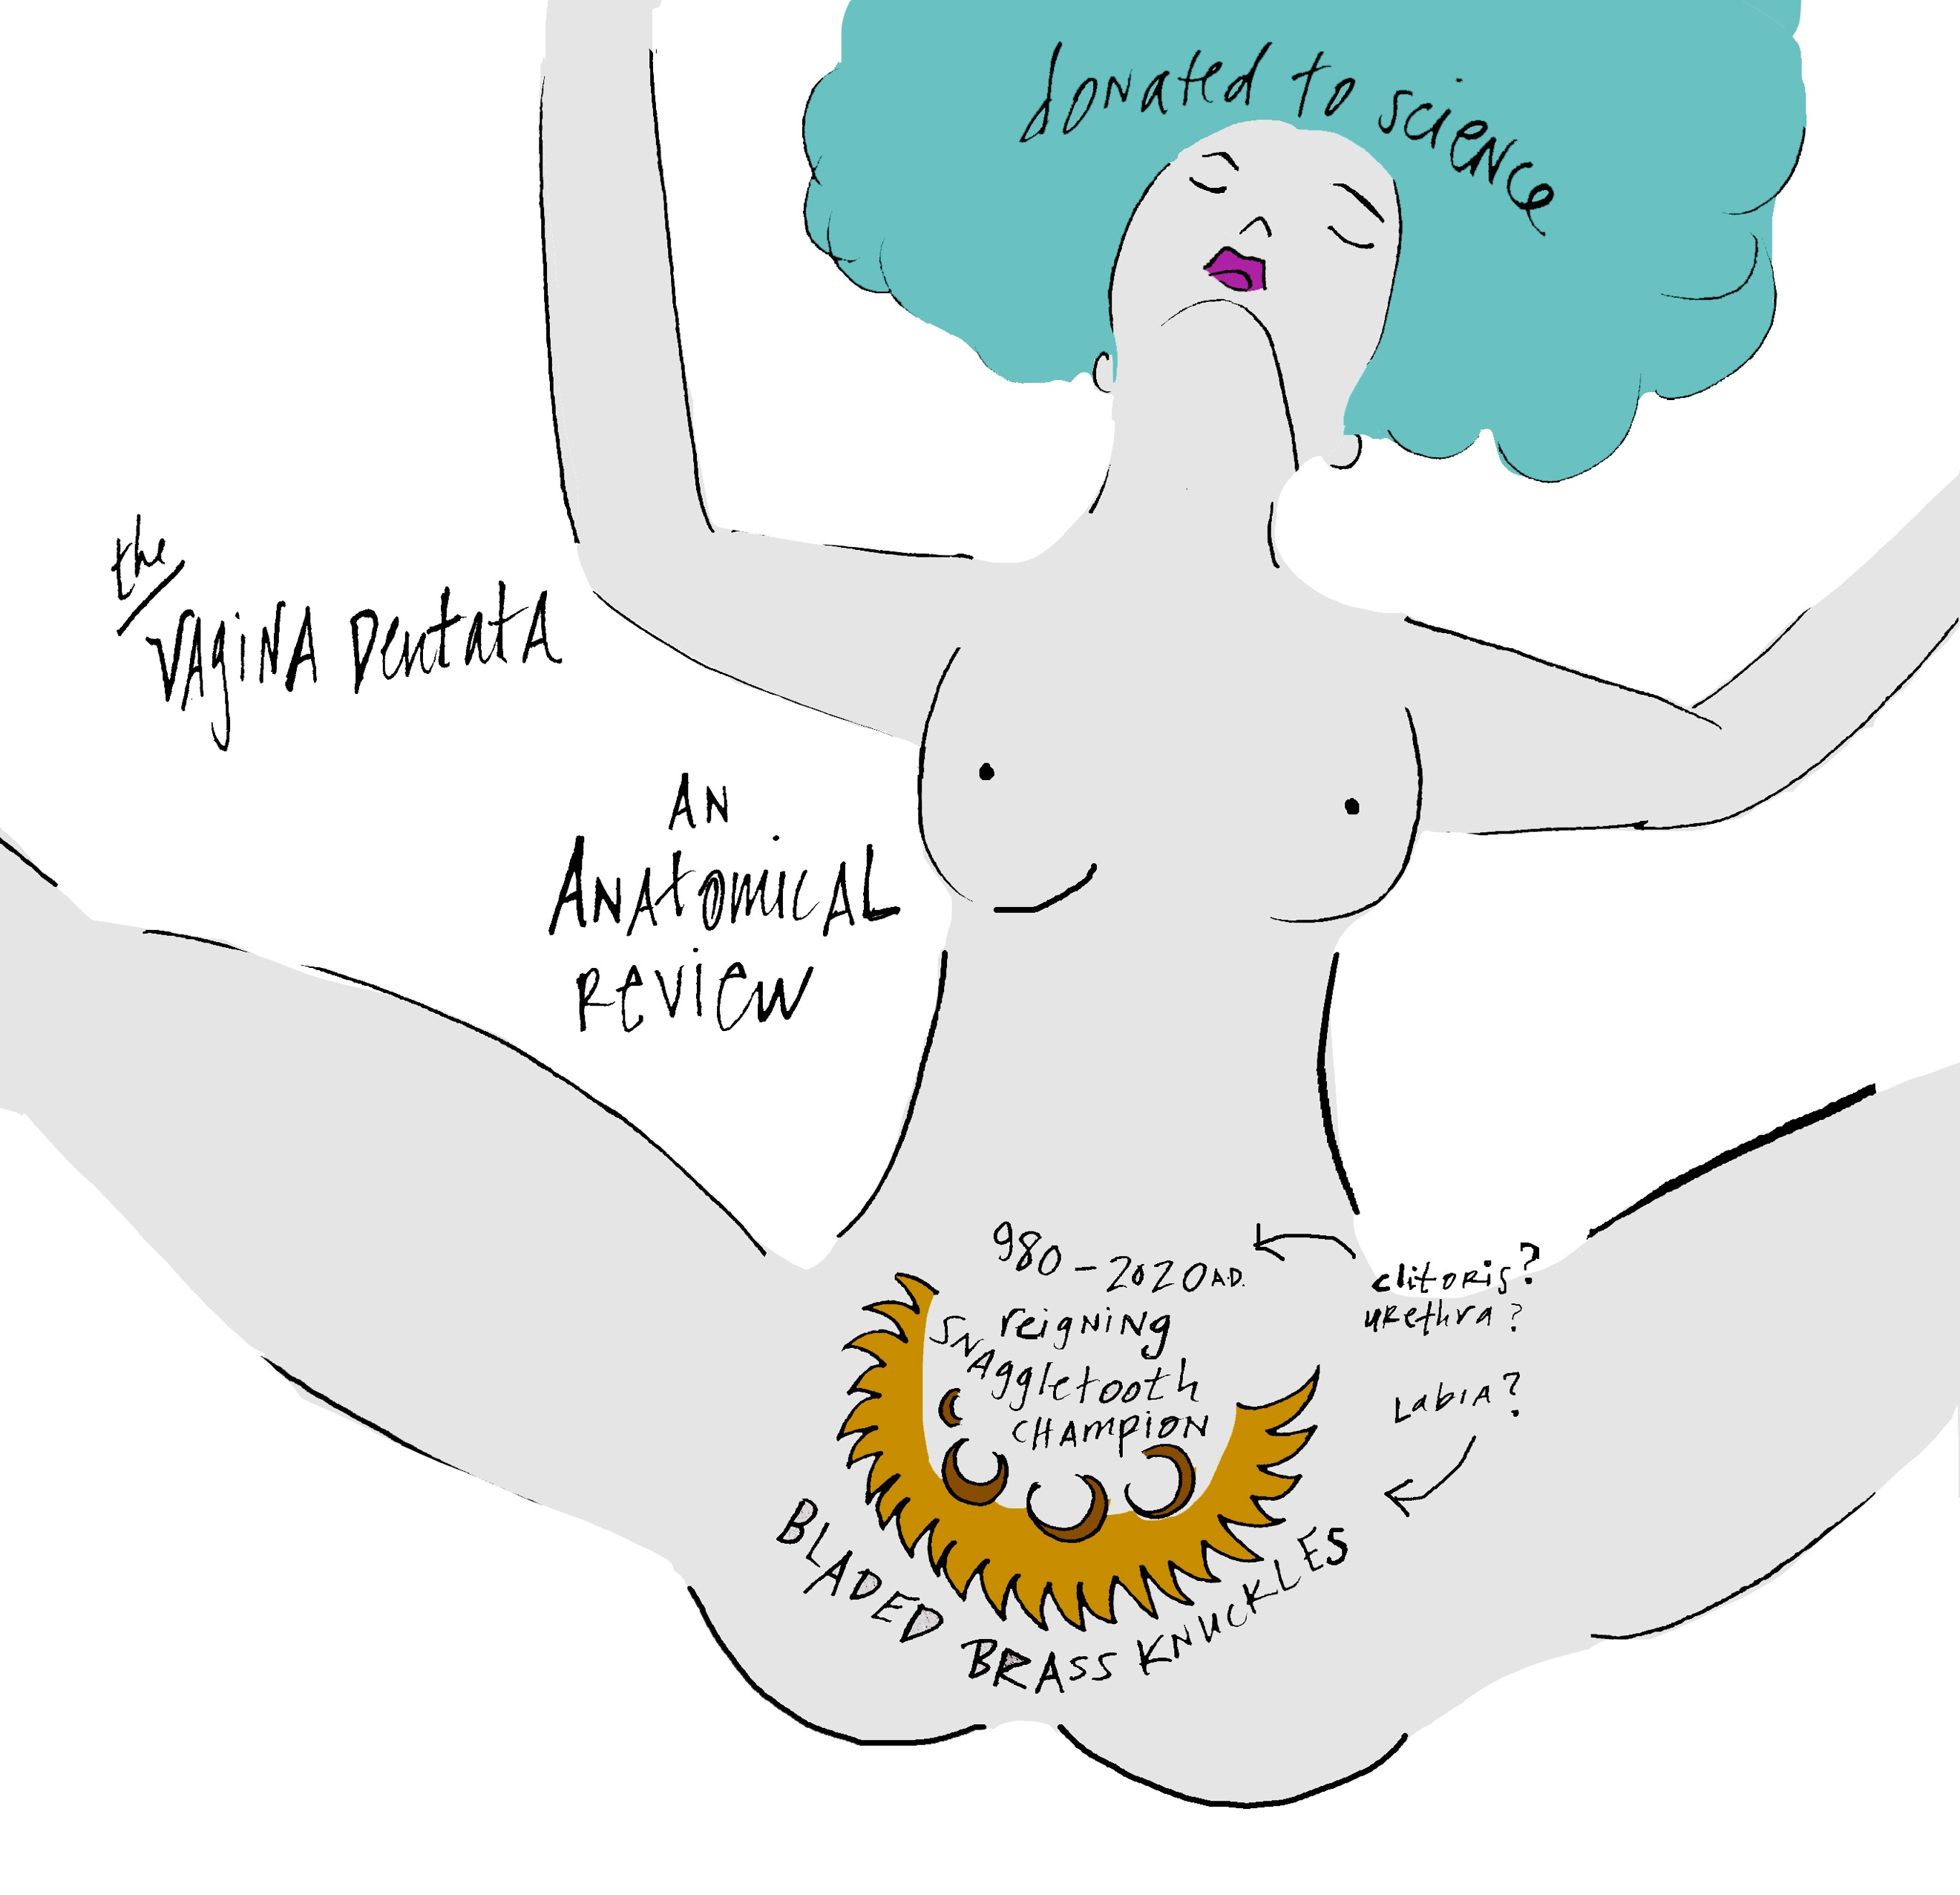 donated to science
the
VAgiNA Dentata
AN
ANAtomicAL
Review
980-2020 A.D.
reigning
SNAggletooth
CHAmpiON
clitoris?
urethra?
Labia?
BLADED BRASS KNUCKLES